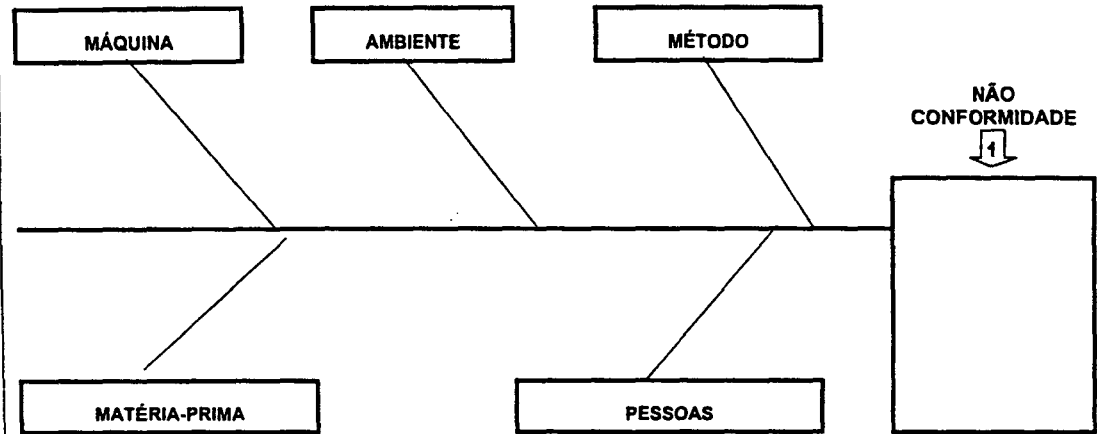 MÁQUINA
AMBIENTE
MÉTODO
NÃO
CONFORMIDADE
1
MATÉRIA-PRIMA
PESSOAS